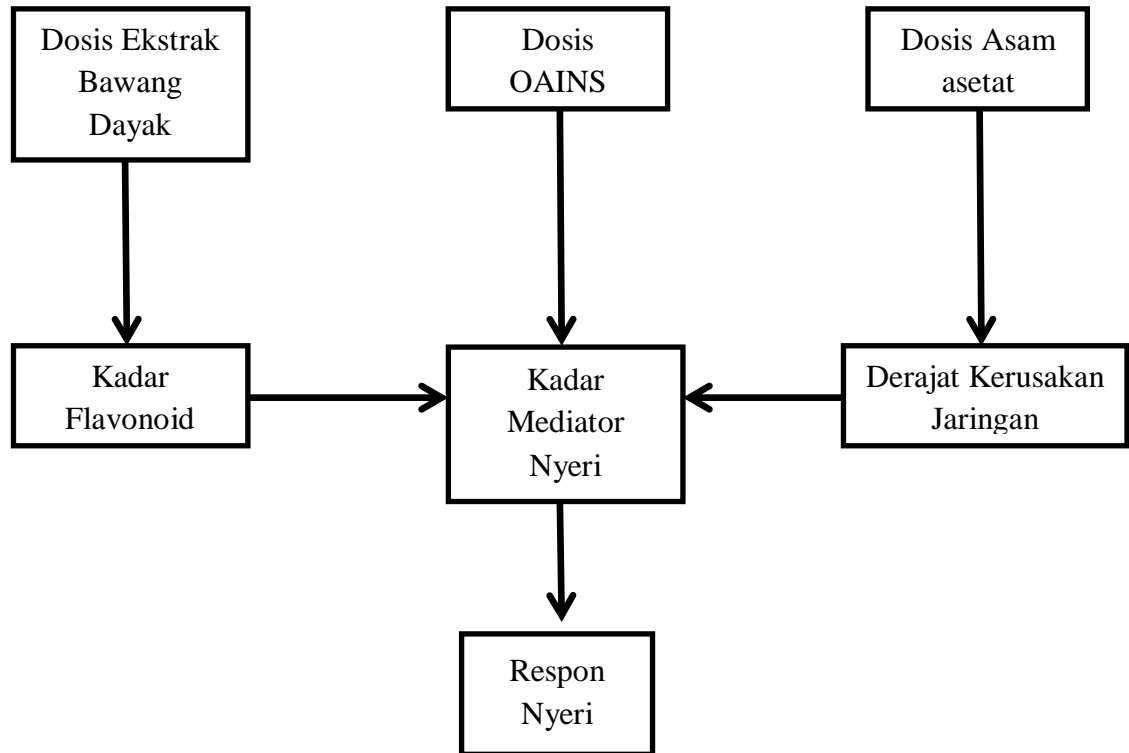 Dosis Ekstrak
Bawang
Dayak
Dosis
OAINS
Dosis Asam
asetat
Kadar
Flavonoid
Kadar
Mediator
Nyeri
Derajat Kerusakan
Jaringan
Respon
Nyeri